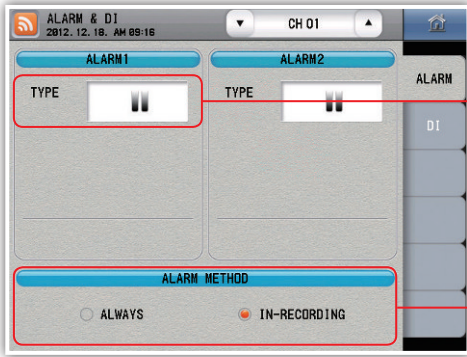 ALARM & DI
2012. 12. 18. AM 09:16
CH 01
ALARM1
ALARM2
ALARM
TYPE
TYPE
DI
ALARM METHOD
ALWAYS
IN-RECORDING